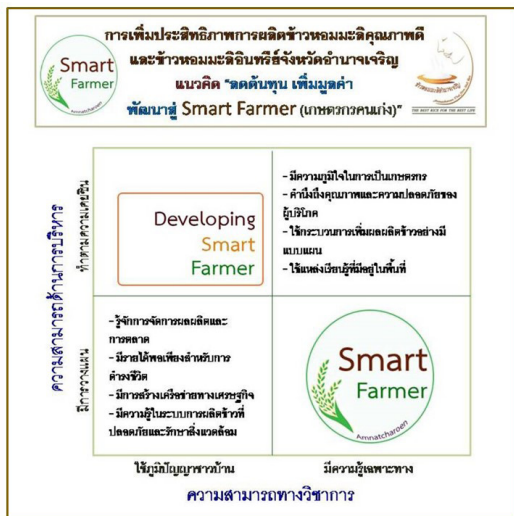 การเพิ่มประสิทธิภาพการผลิตข้าวหอมมะลิคุณภาพดี
และข้าวหอมมะลิอินทรีย์จังหวัดอำนาจเจริญ
แนวคิด “ลดต้นทุน เพิ่มมูลค่า
พัฒนาสู่ Smart Farmer (เกษตรกรคนเก่ง)”
Smart
Farmer
THE BEST RICE FOR THE BEST LIFE
ความสามารถด้านการบริหาร
ทำตามความเคยชิน
มีการวางแผน
Developing
Smart
Farmer
- มีความภูมิใจในการเป็นเกษตรกร
- คำนึงถึงคุณภาพและความปลอดภัยของ
ผู้บริโภค
- ใช้กระบวนการเพิ่มผลผลิตข้าวอย่างมี
แบบแผน
- ใช้แหล่งเรียนรู้ที่มีอยู่ในพื้นที่
- รู้จักการจัดการผลผลิตและ
การตลาด
- มีรายได้พอเพียงสำหรับการ
ดำรงชีวิต
- มีการสร้างเครือข่ายทางเศรษฐกิจ
- มีความรู้ในระบบการผลิตข้าวที่
ปลอดภัยและรักษาสิ่งแวดล้อม
Smart
Farmer
Amnatcharoen
ใช้ภูมิปัญญาชาวบ้าน
มีความรู้เฉพาะทาง
ความสามารถทางวิชาการ